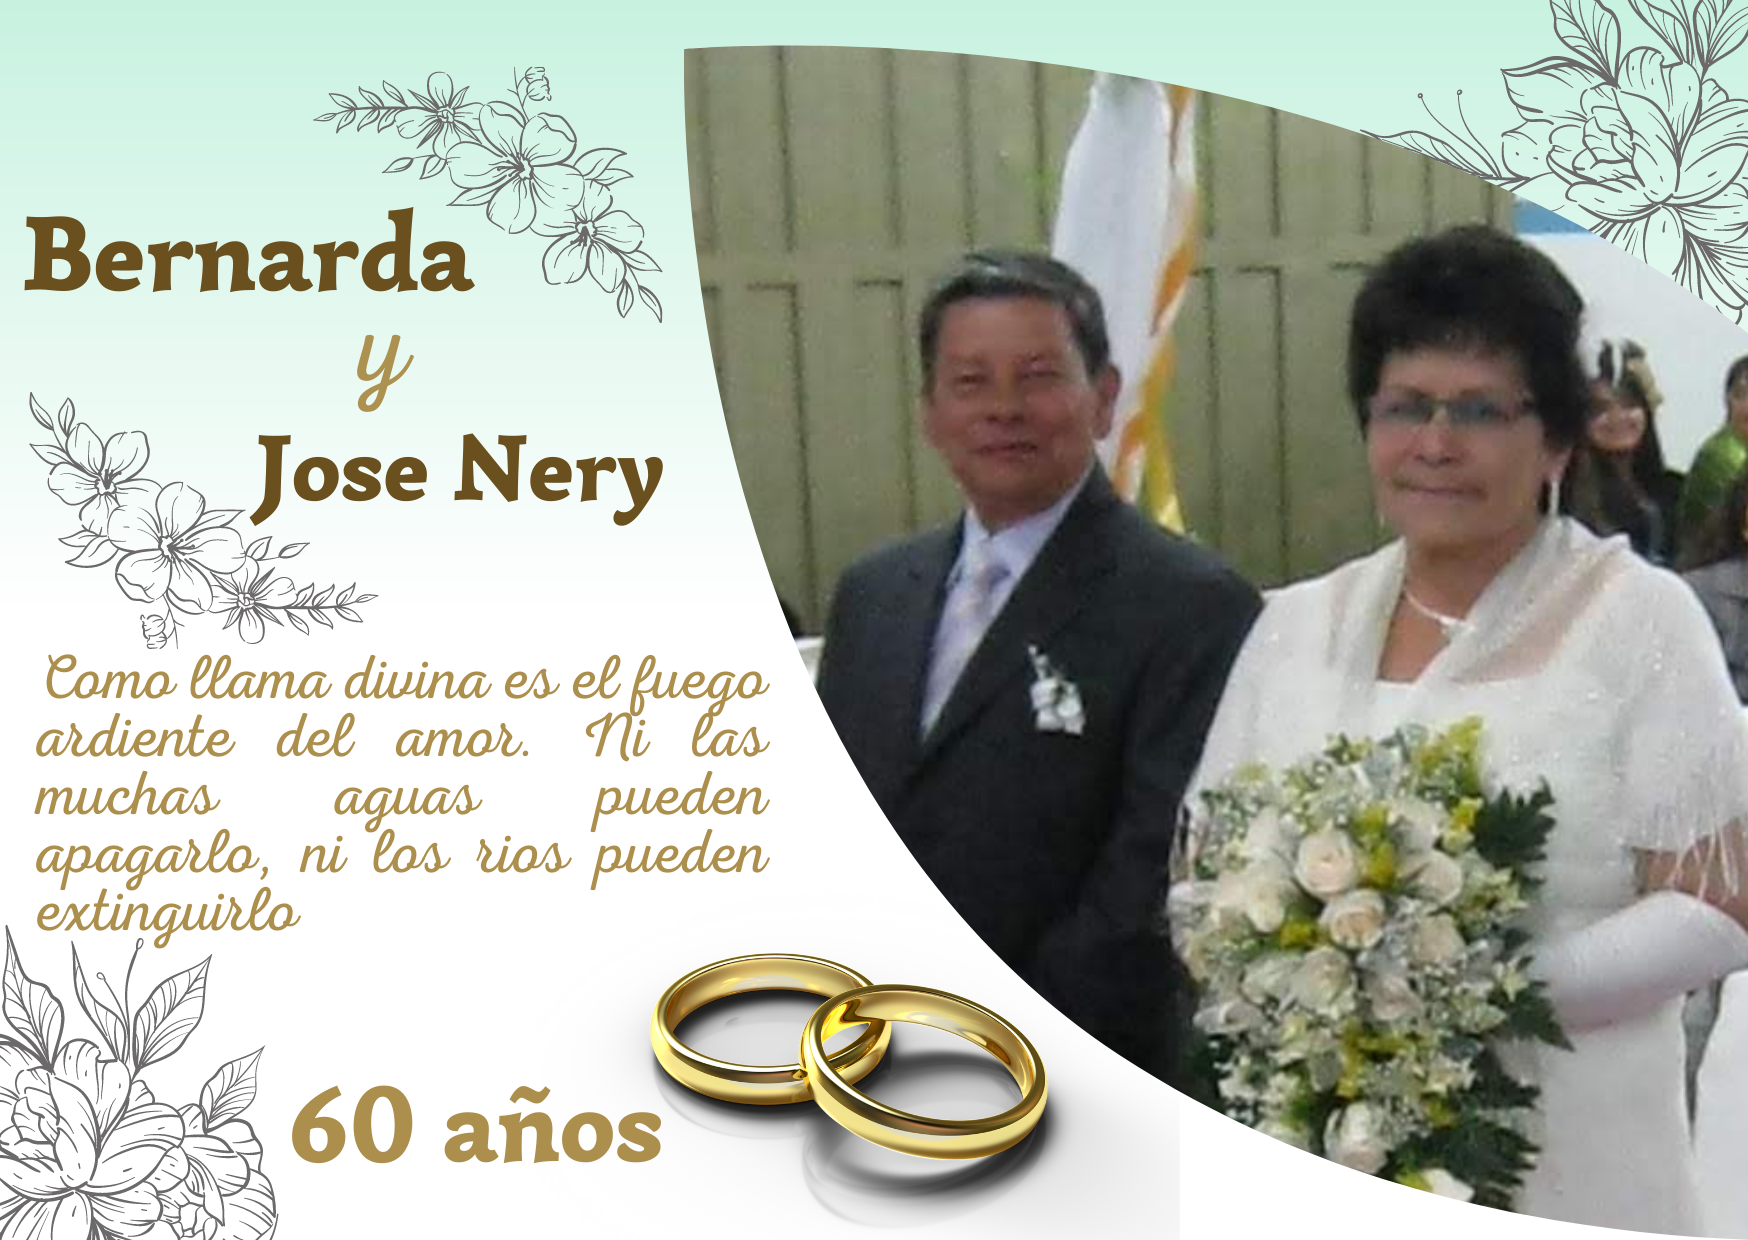 Bernarda
y
Jose Nery
Como llama divina es el fuego
ardiente del amor. Ni las
muchas aguas pueden
apagarlo, ni los rios pueden
extinguirlo
60 años